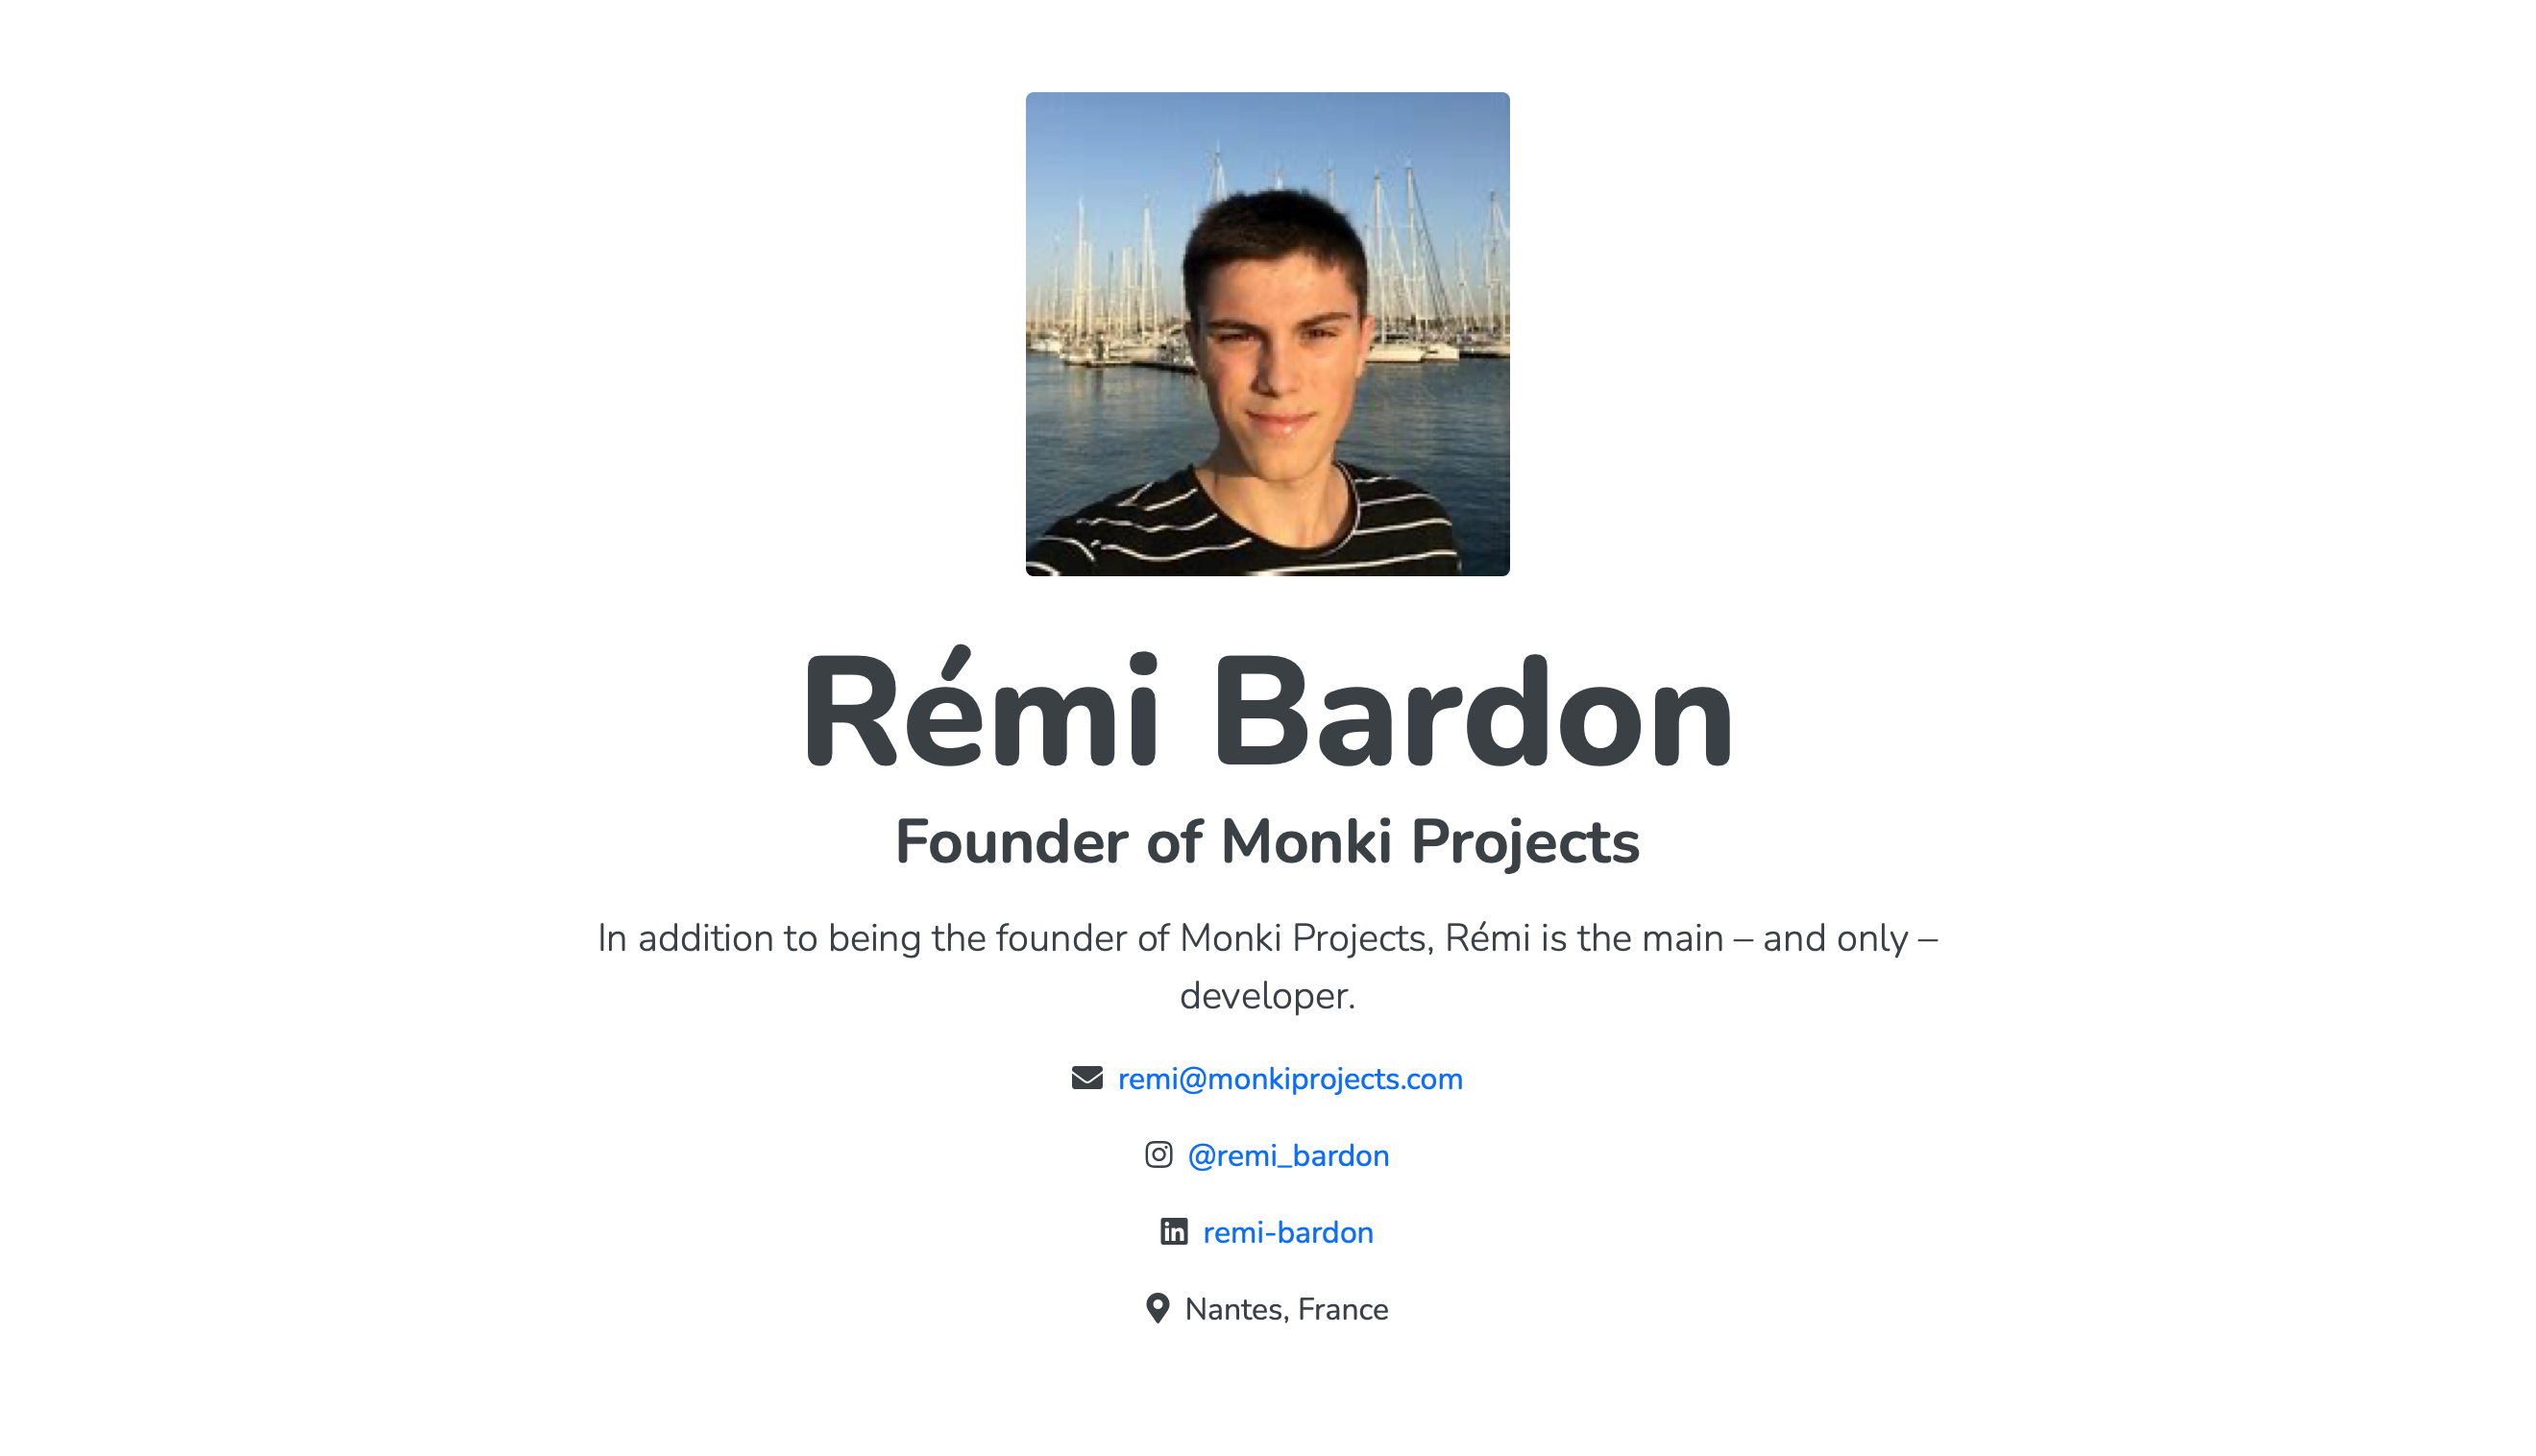 Rémi Bardon
Founder of Monki Projects
In addition to being the founder of Monki Projects, Rémi is the main – and only –
developer.
remi@monkiprojects.com
@remi_bardon
remi-bardon
Nantes, France